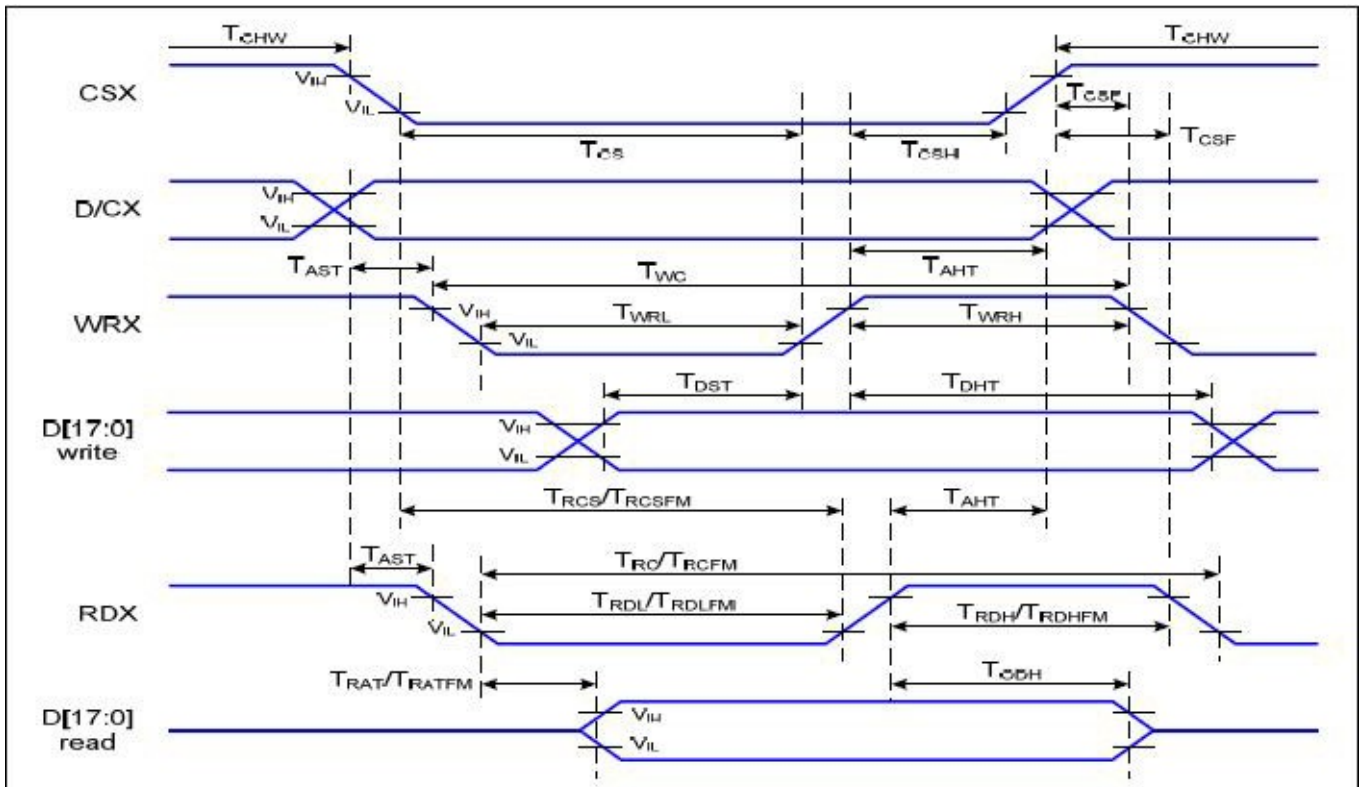 TCHW TCHW
CSX VIH VIL TCSF
TCS TCSH TCSF
D/CX VIH VIL
TAST TWC TAHT
WRX VIH VIL TWRL TWRH
TDST TDHT
D[17:0] VIH
write VIL
TRCS/TRCSFM TAHT
TAST TRC/TRCFM
RDX VIH VIL TRDL/TRDLFM TRDH/TRDHFM
TRAT/TRATFM TODH
D[17:0] VIH
read VIL